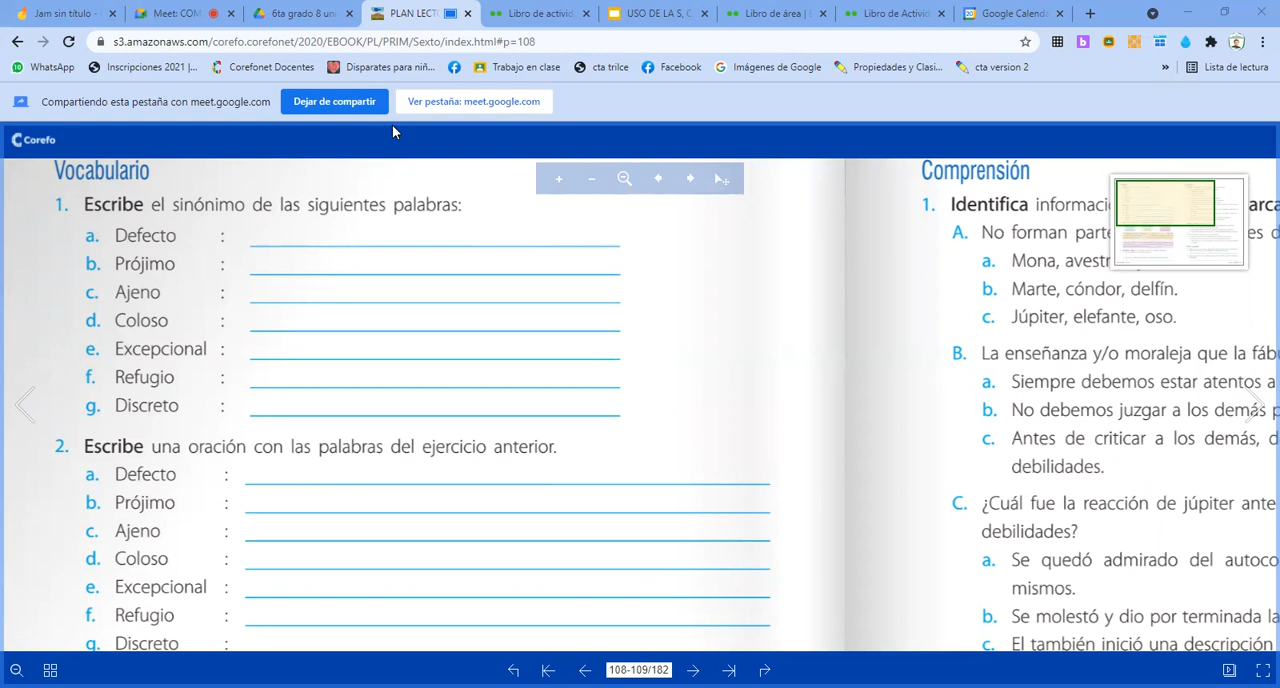 Jam sin título
Meet: COM
6ta grado 8 uni
PLAN LECT
Libro de activid
USO DE LA S, C
Libro de área | E
Libro de Activid
Google Calenda
s3.amazonaws.com/corefo.corefonet/2020/EBOOK/PL/PRIM/Sexto/index.html#p=108
WhatsApp
Inscripciones 2021 |...
Corefonet Docentes
Disparates para niñ...
Trabajo en clase
cta trilce
Facebook
Imágenes de Google
Propiedades y Clasi...
cta version 2
»
Lista de lectura
Compartiendo esta pestaña con meet.google.com
Dejar de compartir
Ver pestaña: meet.google.com
Corefo
Vocabulario
1. Escribe el sinónimo de las siguientes palabras:
a. Defecto :
b. Prójimo :
c. Ajeno :
d. Coloso :
e. Excepcional :
f. Refugio :
g. Discreto :
2. Escribe una oración con las palabras del ejercicio anterior.
a. Defecto :
b. Prójimo :
c. Ajeno :
d. Coloso :
e. Excepcional :
f. Refugio :
g. Discreto
Comprensión
1. Identifica informaci arca
A. No forman parte es d
a. Mona, avestr
b. Marte, cóndor, delfín.
c. Júpiter, elefante, oso.
B. La enseñanza y/o moraleja que la fábu
a. Siempre debemos estar atentos a
b. No debemos juzgar a los demás p
c. Antes de criticar a los demás, d
debilidades.
C. ¿Cuál fue la reacción de júpiter ante
debilidades?
a. Se quedó admirado del autoco
mismos.
b. Se molestó y dio por terminada la
c. El también inició una descripción
108-109/182